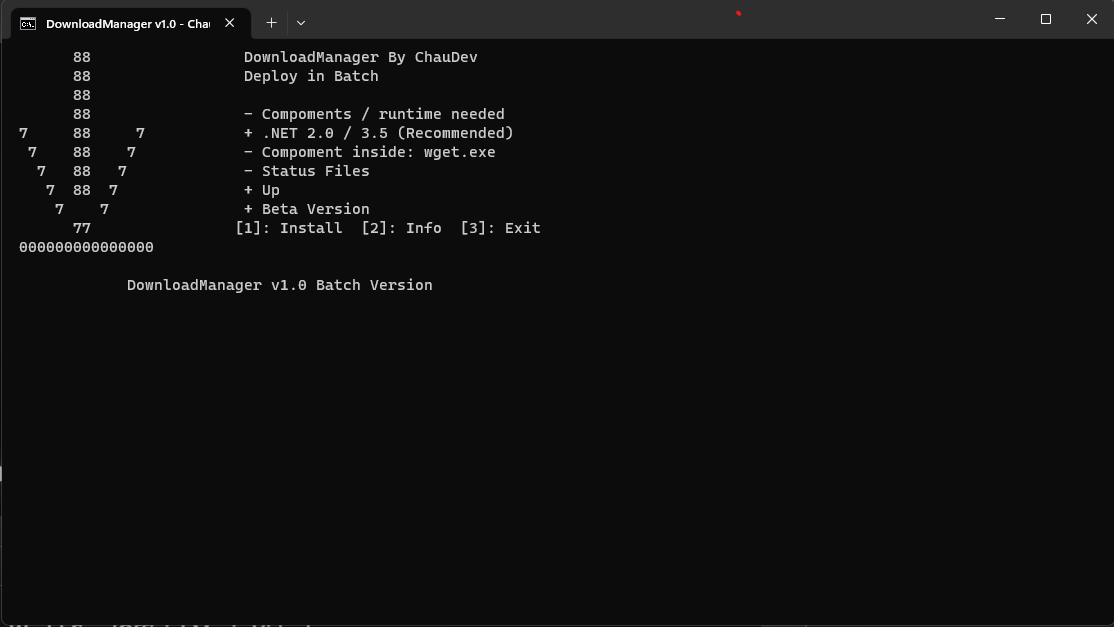 DownloadManager v1.0 - Cha
88 DownloadManager By ChauDev
88 Deploy in Batch
88
88 - Compoments / runtime needed
7 88 7 + .NET 2.0 / 3.5 (Recommended)
7 88 7 - Compoment inside: wget.exe
7 88 7 - Status Files
7 88 7 + Up
7 7 + Beta Version
77 [1]: Install [2]: Info [3]: Exit
000000000000000
DownloadManager v1.0 Batch Version